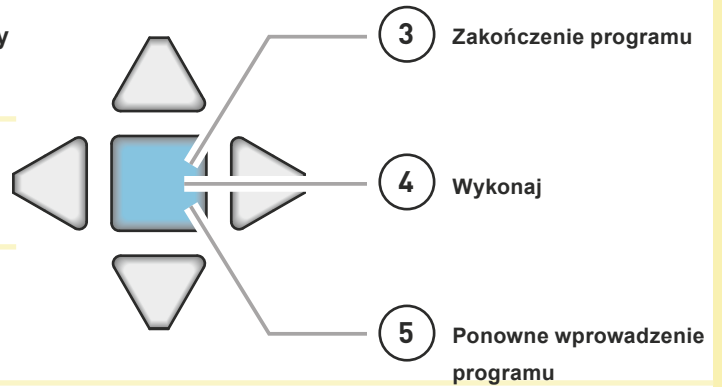 y
3 Zakończenie programu
4 Wykonaj
5 Ponowne wprowadzenie
programu